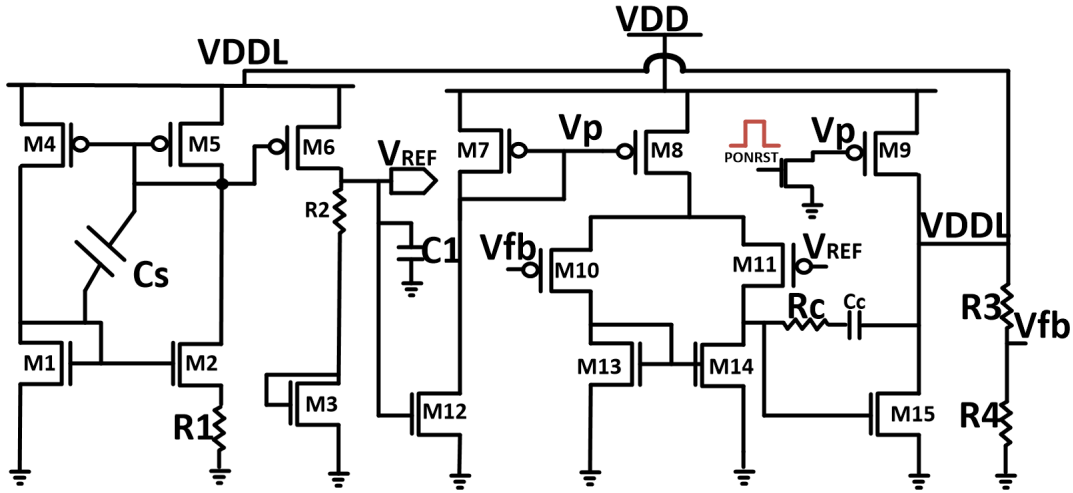 VDD
VDDL
M4
M5
M6
VREF
M7
Vp
M8
PONRST
Vp
M9
R2
Cs
C1
Vfb
M10
M11
VREF
VDDL
Rc
Cc
R3
Vfb
M1
M2
M3
M12
M13
M14
M15
R1
R4